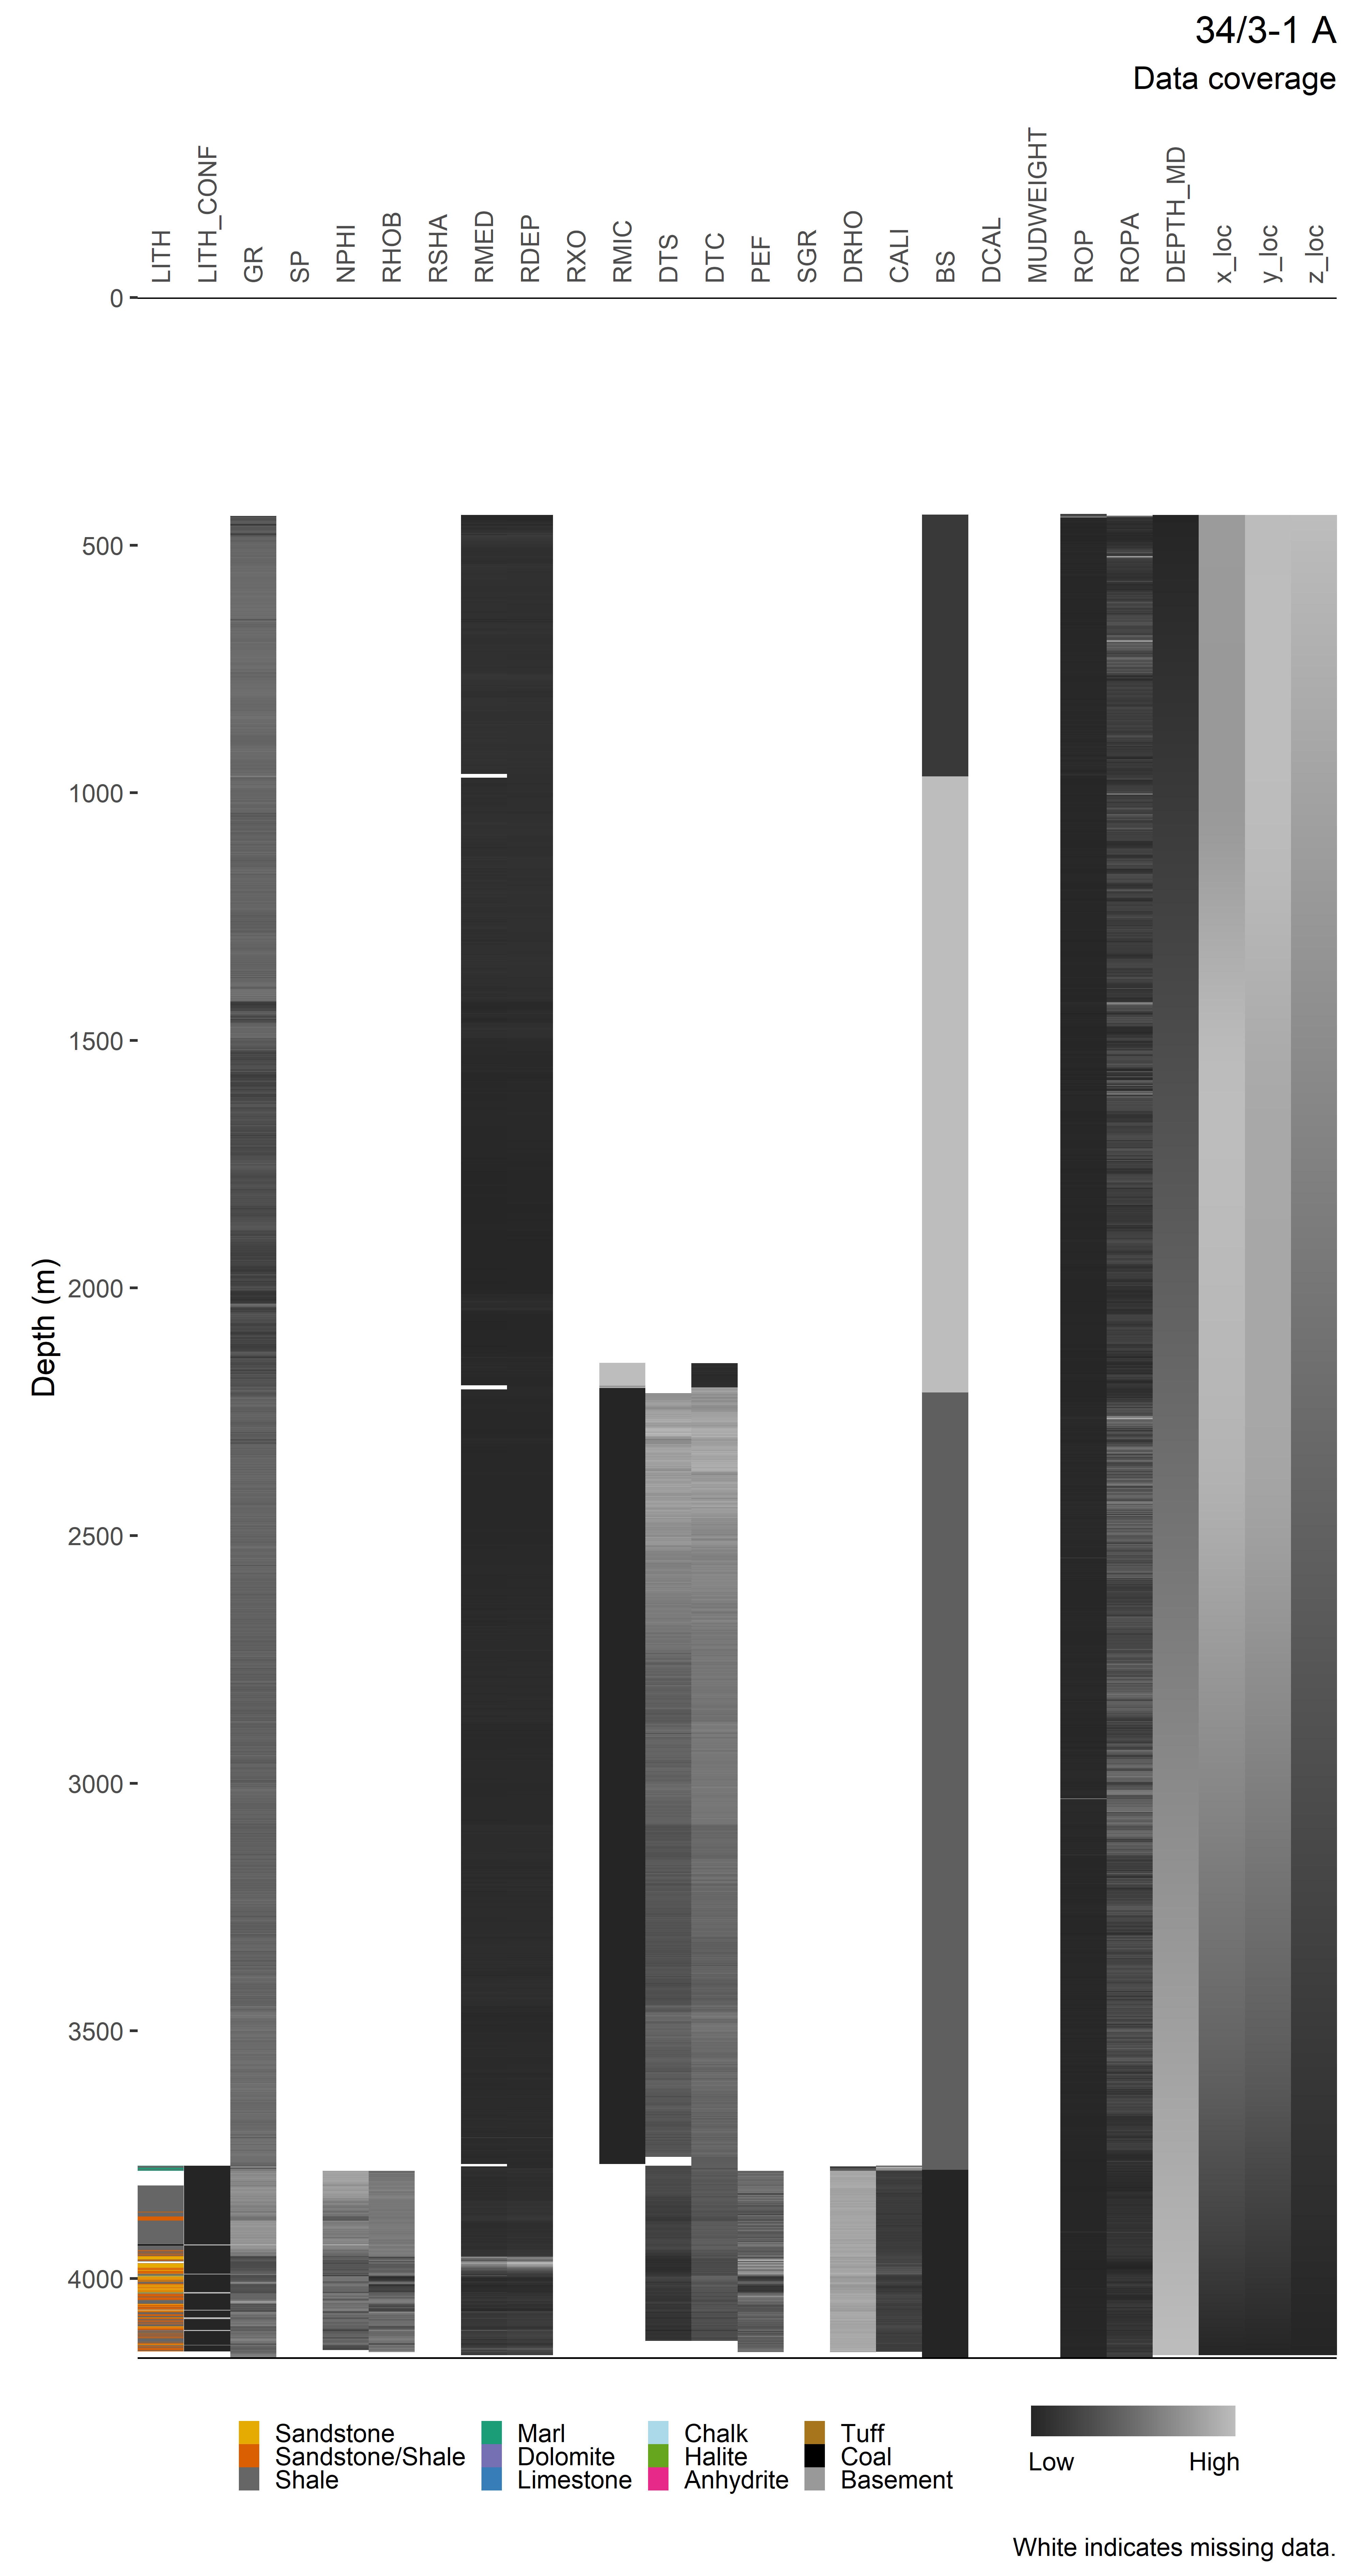 34/3-1 A
Data coverage
LITH
LITH_CONF
GR
SP
NPHI
RHOB
RSHA
RMED
RDEP
RXO
RMIC
DTS
DTC
PEF
SGR
DRHO
CALI
BS
DCAL
MUDWEIGHT
ROP
ROPA
DEPTH_MD
x_loc
y_loc
z_loc
0
500
1000
1500
2000
2500
3000
3500
4000
Depth (m)
Sandstone
Sandstone/Shale
Shale
Marl
Dolomite
Limestone
Chalk
Halite
Anhydrite
Tuff
Coal
Basement
Low High
White indicates missing data.